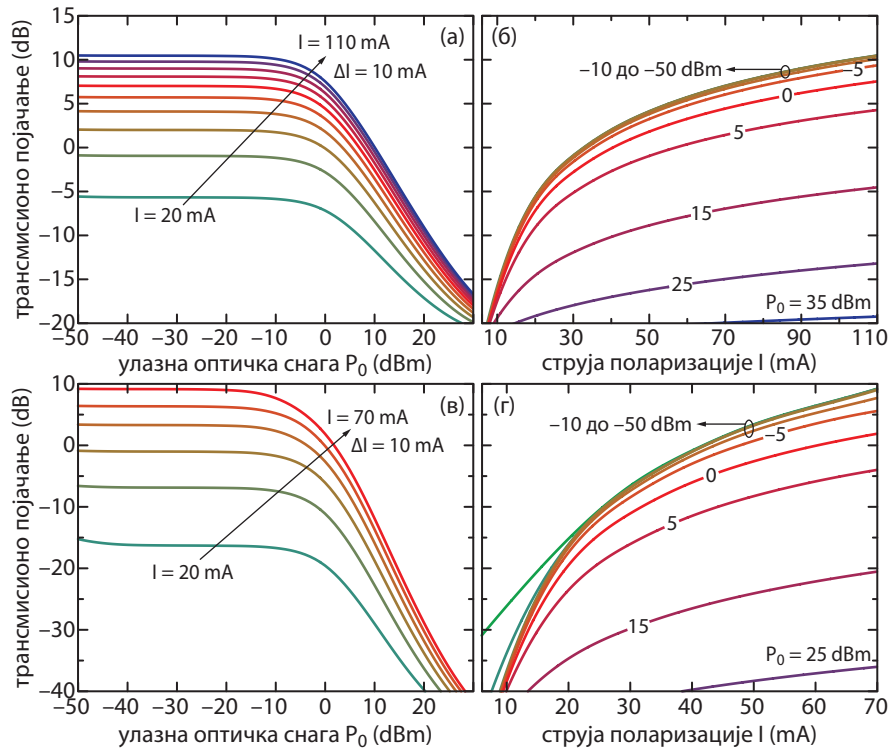 трансмисионо појачање (dB)
15
10
5
0
−5
−10
−15
−20
I = 110 mA
ΔI = 10 mA
I = 20 mA
(а)
−50 −40 −30 −20 −10 0 10 20
улазна оптичка снага P0 (dBm)
(б)
−10 до −50 dBm
−5
0
5
15
25
P0 = 35 dBm
10 30 50 70 90 110
струја поларизације I (mA)
трансмисионо појачање (dB)
10
0
−10
−20
−30
−40
(в)
I = 70 mA
ΔI = 10 mA
I = 20 mA
−50 −40 −30 −20 −10 0 10 20
улазна оптичка снага P0 (dBm)
(г)
−10 до −50 dBm
−5
0
5
15
P0 = 25 dBm
10 20 30 40 50 60 70
струја поларизације I (mA)